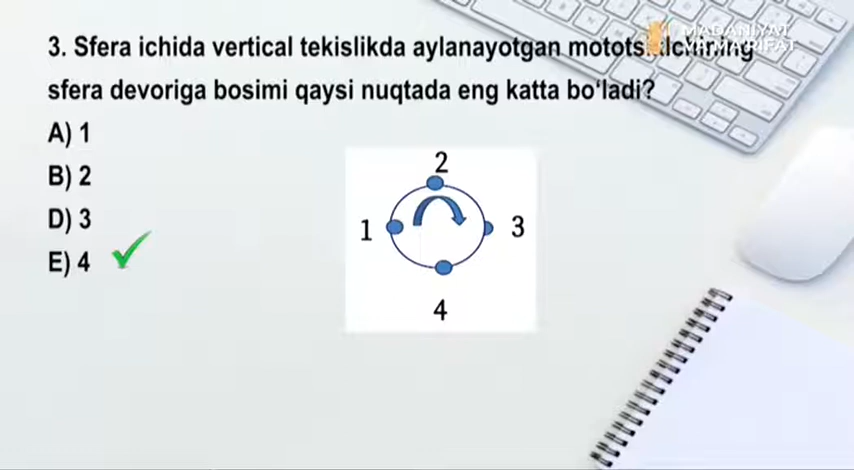 3. Sfera ichida vertical tekislikda aylanayotgan
sfera devoriga bosimi qaysi nuqtada eng katta bo'ladi?
A) 1
B) 2
D) 3
E) 4
2
1
3
4
MADANIYAT